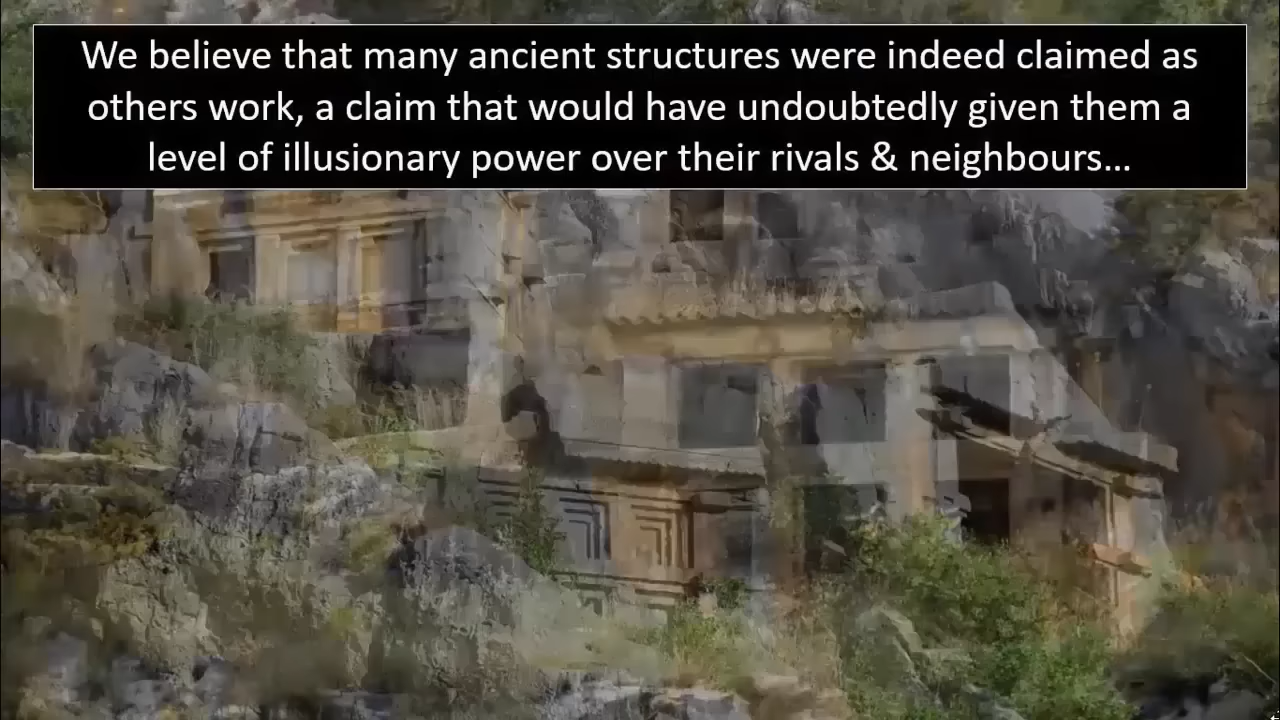 We believe that many ancient structures were indeed claimed as
others work, a claim that would have undoubtedly given them a
level of illusionary power over their rivals & neighbours...